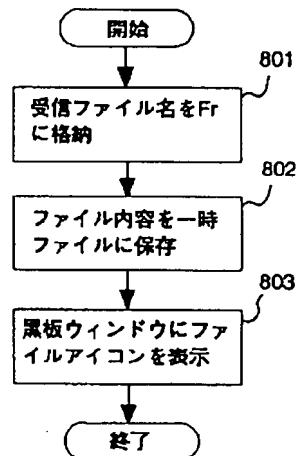 開始
801
受信ファイル名をFr
に格納
802
ファイル内容を一時
ファイルに保存
803
黒板ウィンドウにファ
イルアイコンを表示
終了